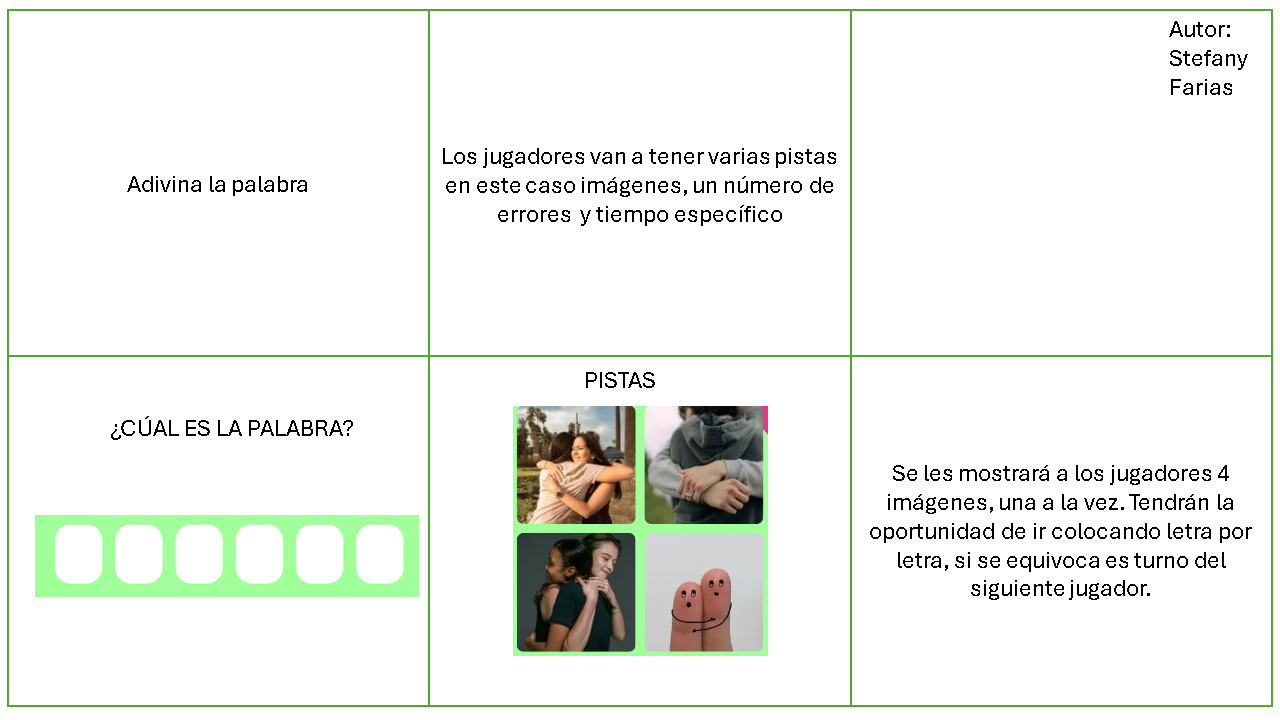 Adivina la palabra
Los jugadores van a tener varias pistas
en este caso imágenes, un número de
errores y tiempo específico
Autor:
Stefany
Farias
¿CÚAL ES LA PALABRA?
PISTAS
Se les mostrará a los jugadores 4
imágenes, una a la vez. Tendrán la
oportunidad de ir colocando letra por
letra, si se equivoca es turno del
siguiente jugador.